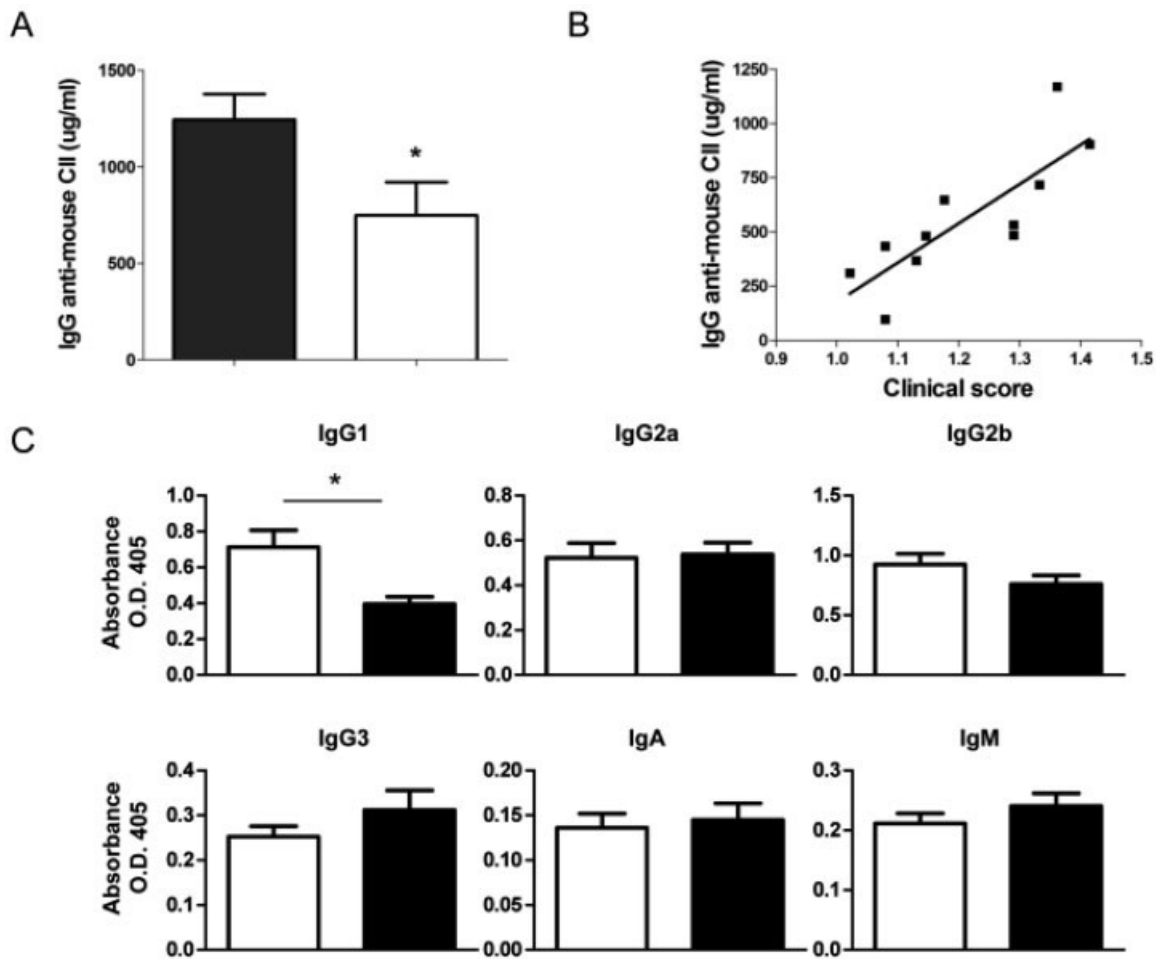 A
IgG anti-mouse CII (ug/ml)
1500
1000
500
0
*
B
IgG anti-mouse CII (ug/ml)
1250
1000
750
500
250
0
0.9 1.0 1.1 1.2 1.3 1.4 1.5
Clinical score
C
IgG1
Absorbance
O.D. 405
1.0
0.8
0.6
0.4
0.2
0.0
*
IgG2a
0.8
0.6
0.4
0.2
0.0
IgG2b
1.5
1.0
0.5
0.0
IgG3
Absorbance
O.D. 405
0.4
0.3
0.2
0.1
0.0
IgA
0.20
0.15
0.10
0.05
0.00
IgM
0.3
0.2
0.1
0.0